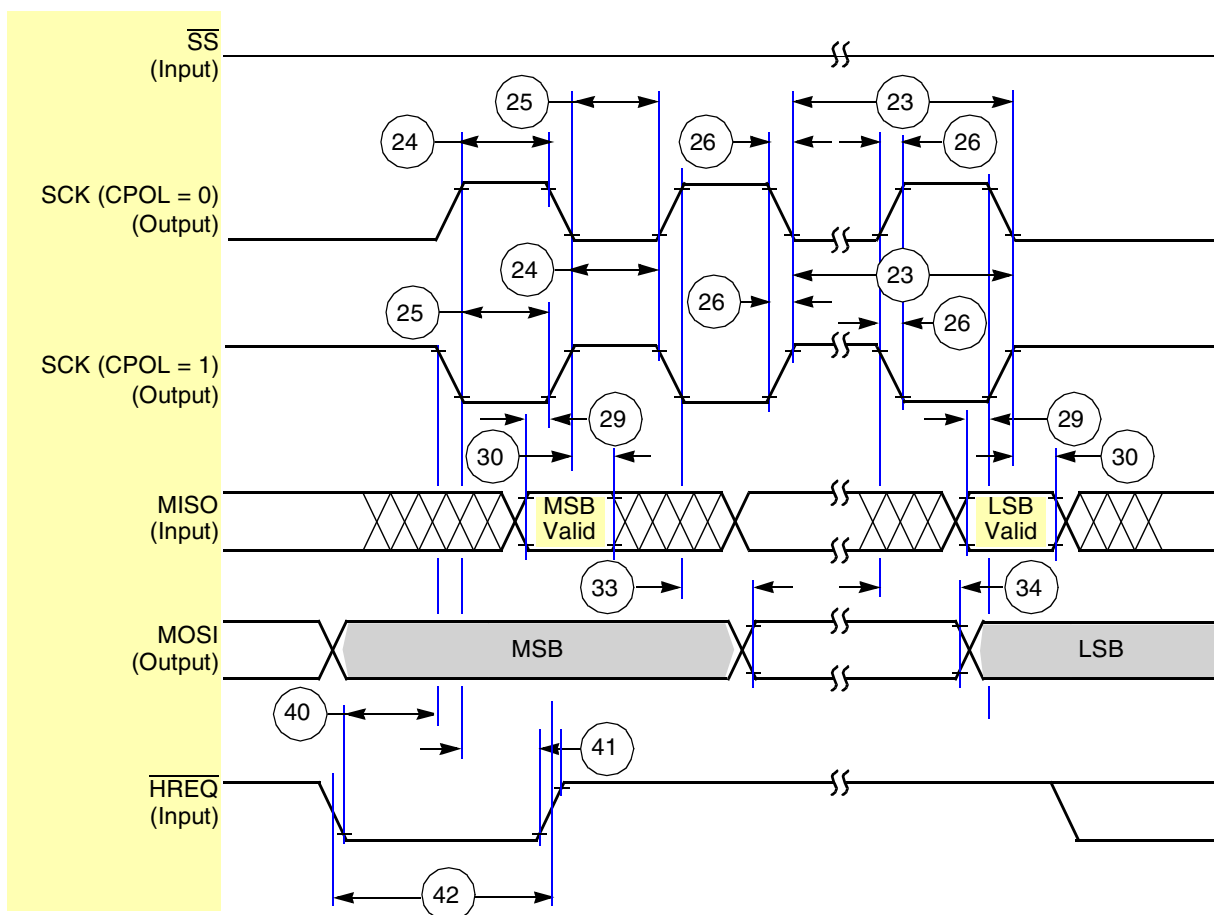 SS
(Input)
25
23
24
26
26
SCK (CPOL = 0)
(Output)
24
23
25
26
26
SCK (CPOL = 1)
(Output)
29
29
30
30
MISO
(Input)
MSB
Valid
LSB
Valid
33
34
MOSI
(Output)
MSB
LSB
40
41
HREQ
(Input)
42